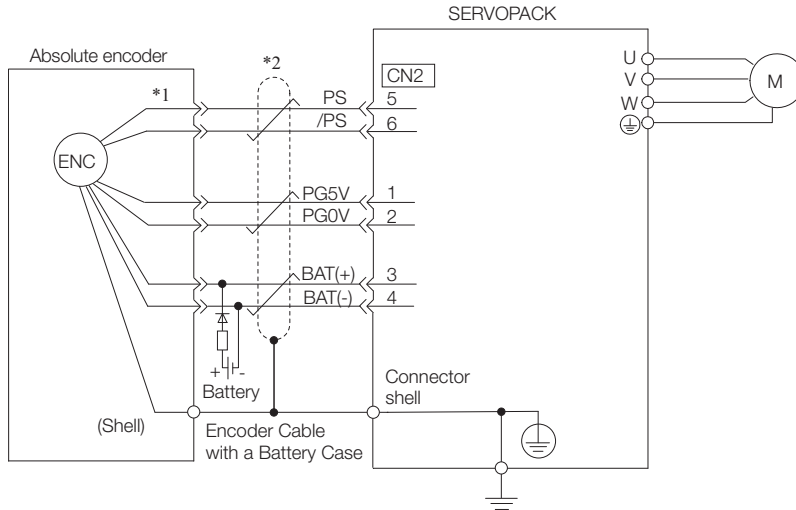 SERVOPACK
Absolute encoder
*1
*2
CN2
U
V
W
M
PS 5
/PS 6
ENC
PG5V 1
PG0V 2
BAT(+) 3
BAT(-) 4
+ -
Battery
Connector
shell
(Shell)
Encoder Cable
with a Battery Case